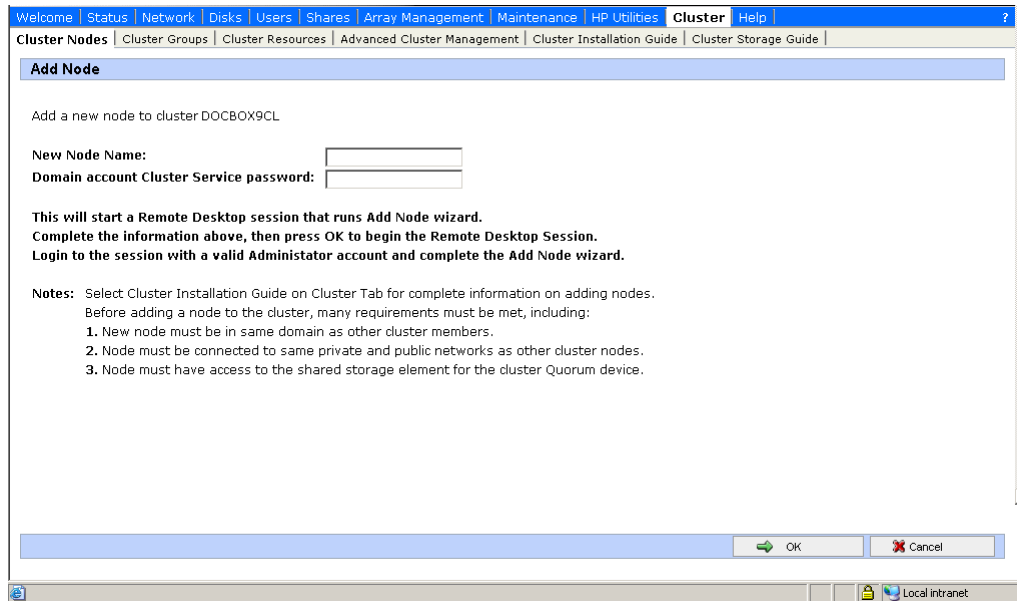 Welcome | Status | Network | Disks | Users | Shares | Array Management | Maintenance | HP Utilities | Cluster | Help | ?
Cluster Nodes | Cluster Groups | Cluster Resources | Advanced Cluster Management | Cluster Installation Guide | Cluster Storage Guide |
Add Node
Add a new node to cluster DOCBOX9CL
New Node Name:
Domain account Cluster Service password:
This will start a Remote Desktop session that runs Add Node wizard.
Complete the information above, then press OK to begin the Remote Desktop Session.
Login to the session with a valid Administator account and complete the Add Node wizard.
Notes: Select Cluster Installation Guide on Cluster Tab for complete information on adding nodes.
Before adding a node to the cluster, many requirements must be met, including:
1. New node must be in same domain as other cluster members.
2. Node must be connected to same private and public networks as other cluster nodes.
3. Node must have access to the shared storage element for the cluster Quorum device.
OK Cancel
Local intranet